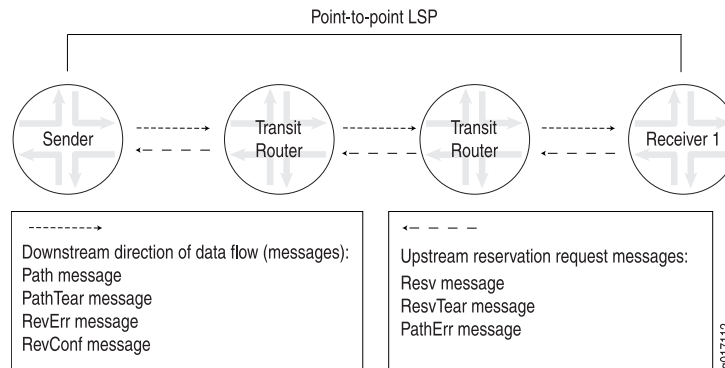 Point-to-point LSP
Sender
Transit
Router
Transit
Router
Receiver 1
Downstream direction of data flow (messages):
Path message
PathTear message
RevErr message
RevConf message
Upstream reservation request messages:
Resv message
ResvTear message
PathErr message
g017112